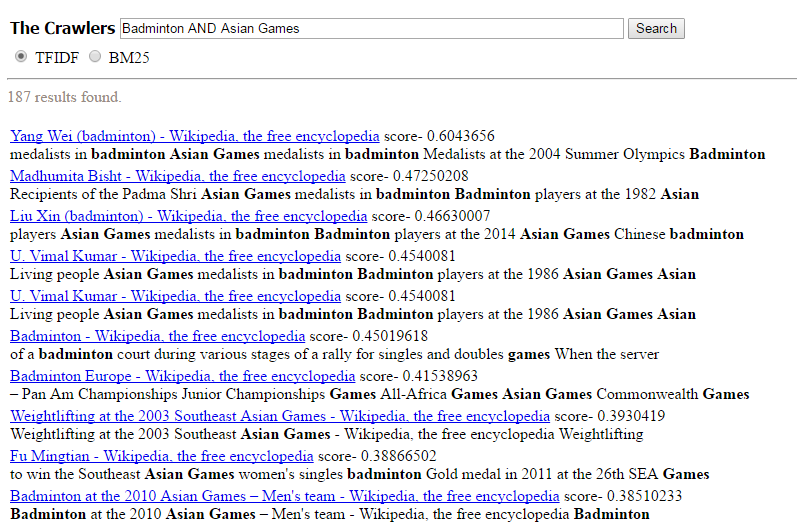 The Crawlers Badminton AND Asian Games Search
TFIDF BM25
187 results found.
Yang Wei (badminton) - Wikipedia, the free encyclopedia score- 0.6043656
medalists in badminton Asian Games medalists in badminton Medalists at the 2004 Summer Olympics Badminton
Madhumita Bisht - Wikipedia, the free encyclopedia score- 0.47250208
Recipients of the Padma Shri Asian Games medalists in badminton Badminton players at the 1982 Asian
Liu Xin (badminton) - Wikipedia, the free encyclopedia score- 0.46630007
players Asian Games medalists in badminton Badminton players at the 2014 Asian Games Chinese badminton
U. Vimal Kumar - Wikipedia, the free encyclopedia score- 0.4540081
Living people Asian Games medalists in badminton Badminton players at the 1986 Asian Games Asian
U. Vimal Kumar - Wikipedia, the free encyclopedia score- 0.4540081
Living people Asian Games medalists in badminton Badminton players at the 1986 Asian Games Asian
Badminton - Wikipedia, the free encyclopedia score- 0.45019618
of a badminton court during various stages of a rally for singles and doubles games When the server
Badminton Europe - Wikipedia, the free encyclopedia score- 0.41538963
– Pan Am Championships Junior Championships Games All-Africa Games Asian Games Commonwealth Games
Weightlifting at the 2003 Southeast Asian Games - Wikipedia, the free encyclopedia score- 0.3930419
Weightlifting at the 2003 Southeast Asian Games - Wikipedia, the free encyclopedia Weightlifting
Fu Mingtian - Wikipedia, the free encyclopedia score- 0.38866502
to win the Southeast Asian Games women's singles badminton Gold medal in 2011 at the 26th SEA Games
Badminton at the 2010 Asian Games – Men's team - Wikipedia, the free encyclopedia score- 0.38510233
Badminton at the 2010 Asian Games – Men's team - Wikipedia, the free encyclopedia Badminton